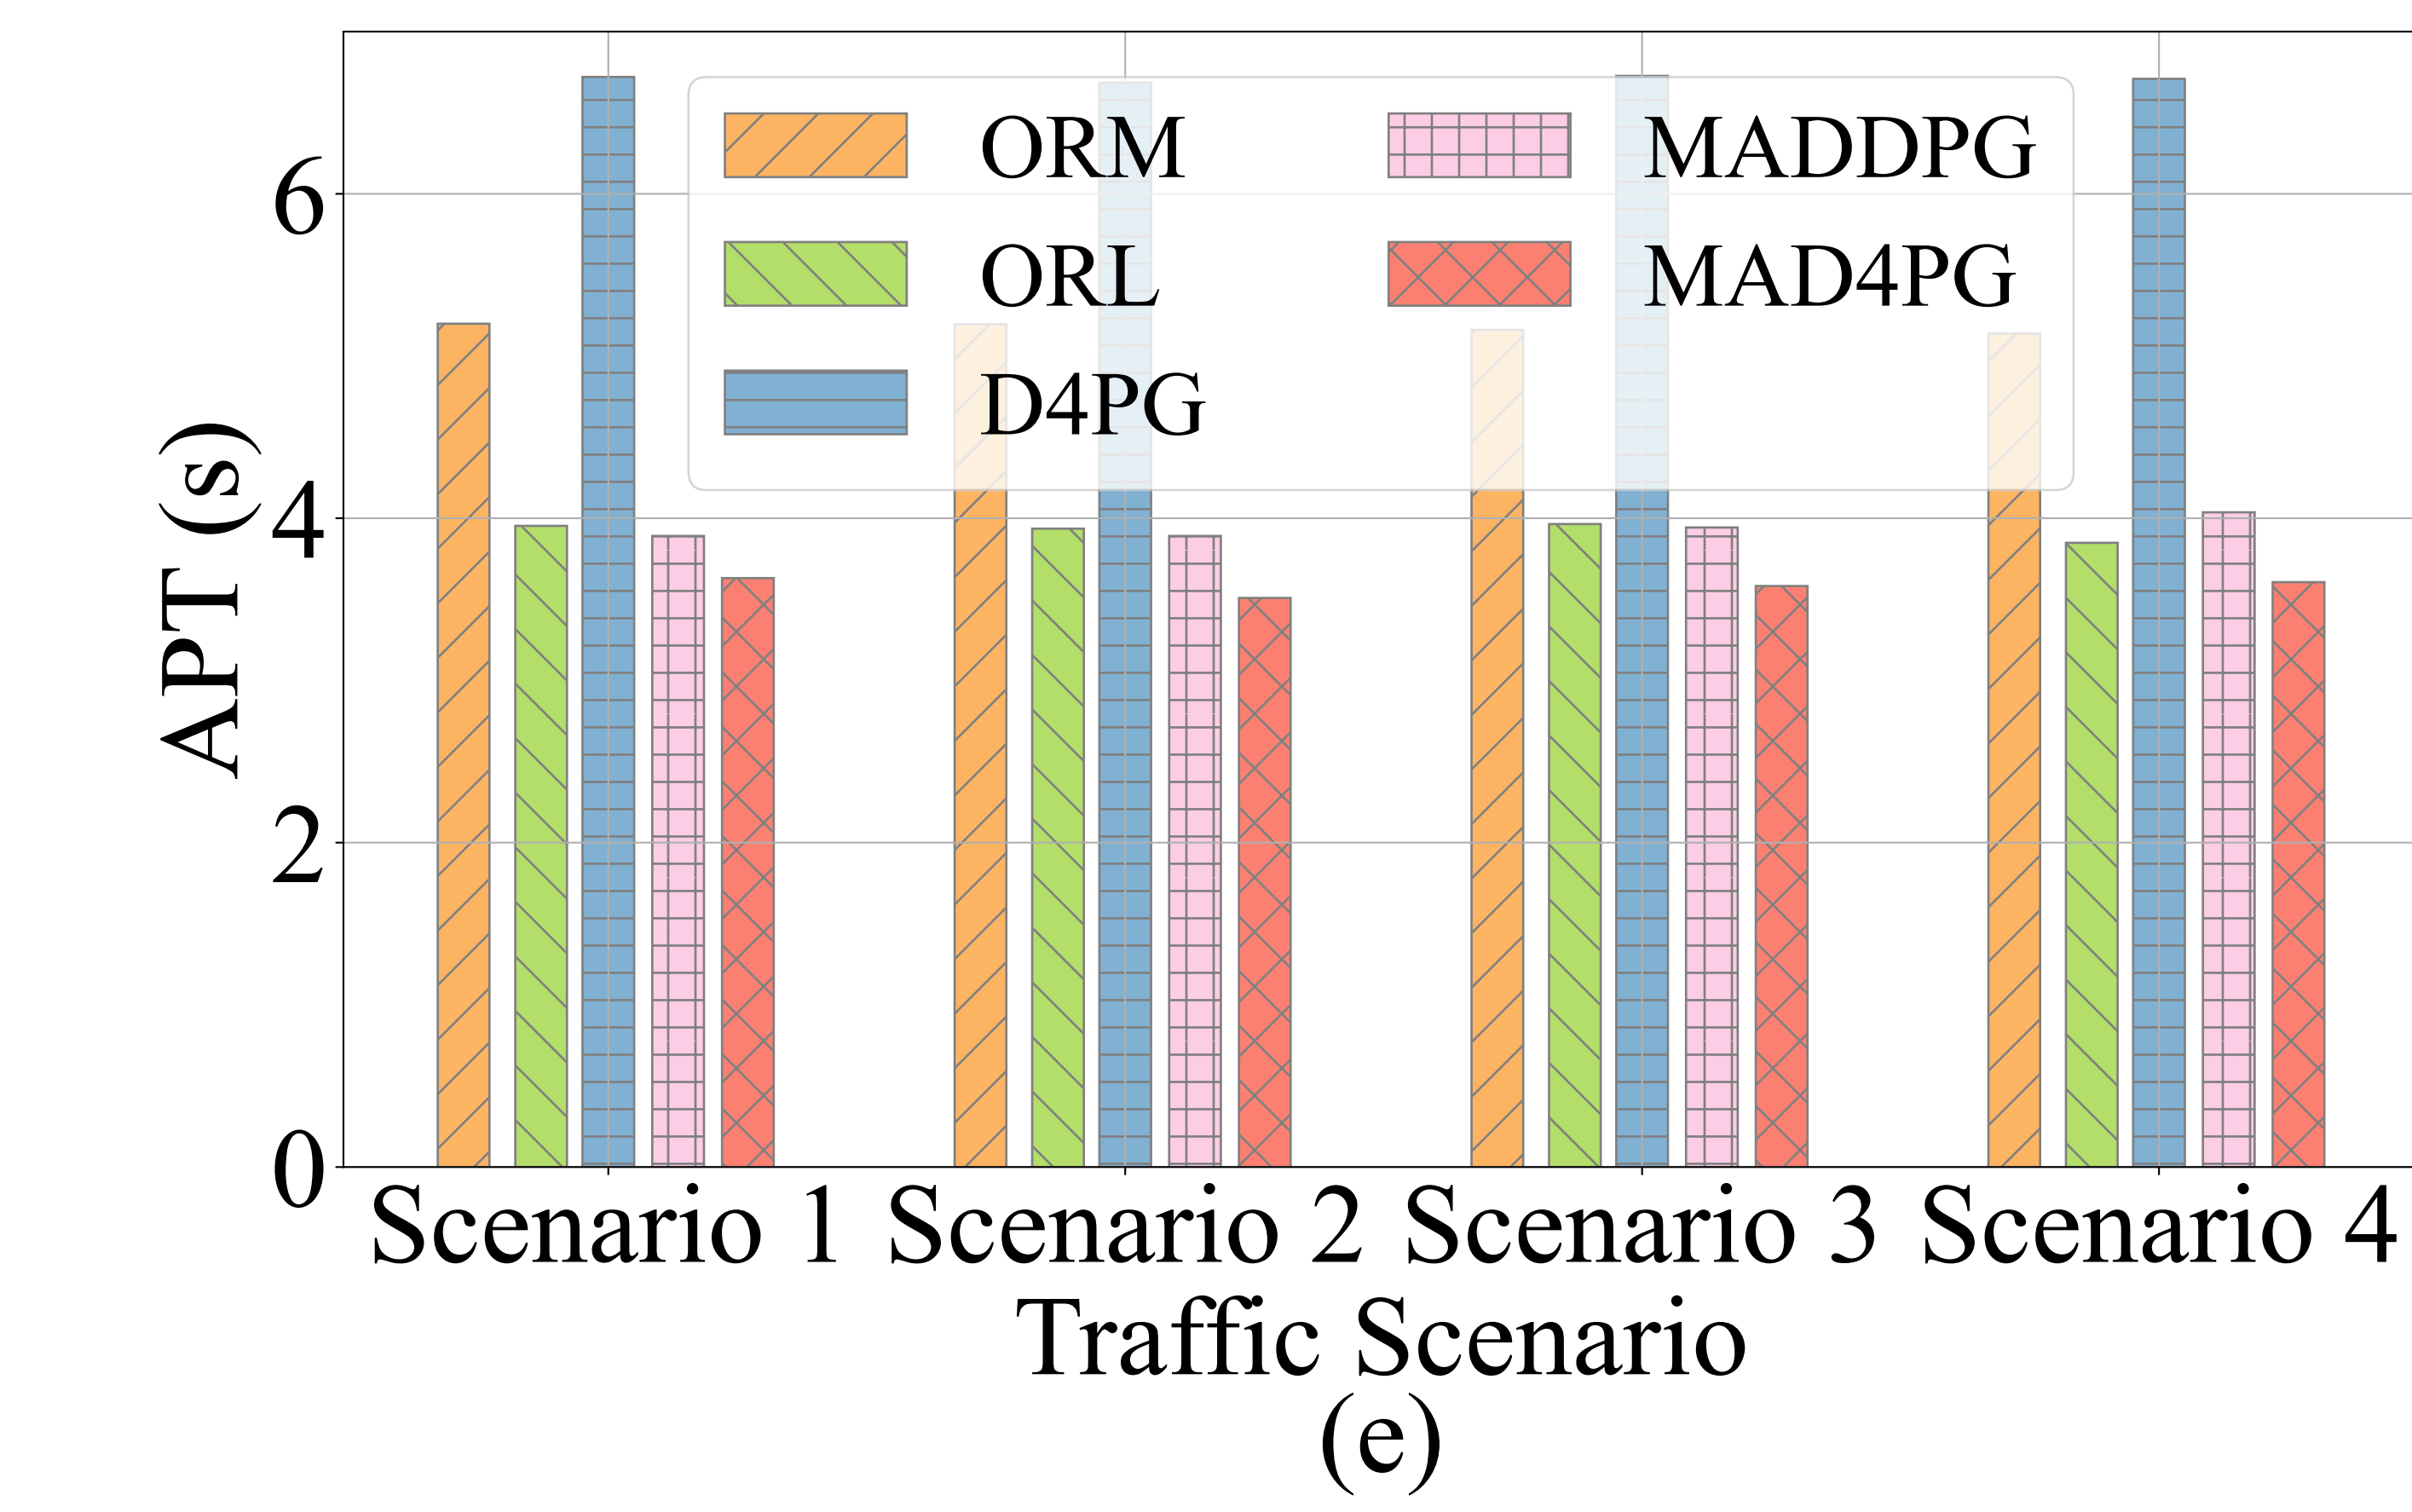 APT (s)
6
4
2
0
ORM
ORL
D4PG
MADDPG
MAD4PG
Scenario 1 Scenario 2 Scenario 3 Scenario 4
Traffic Scenario
(e)